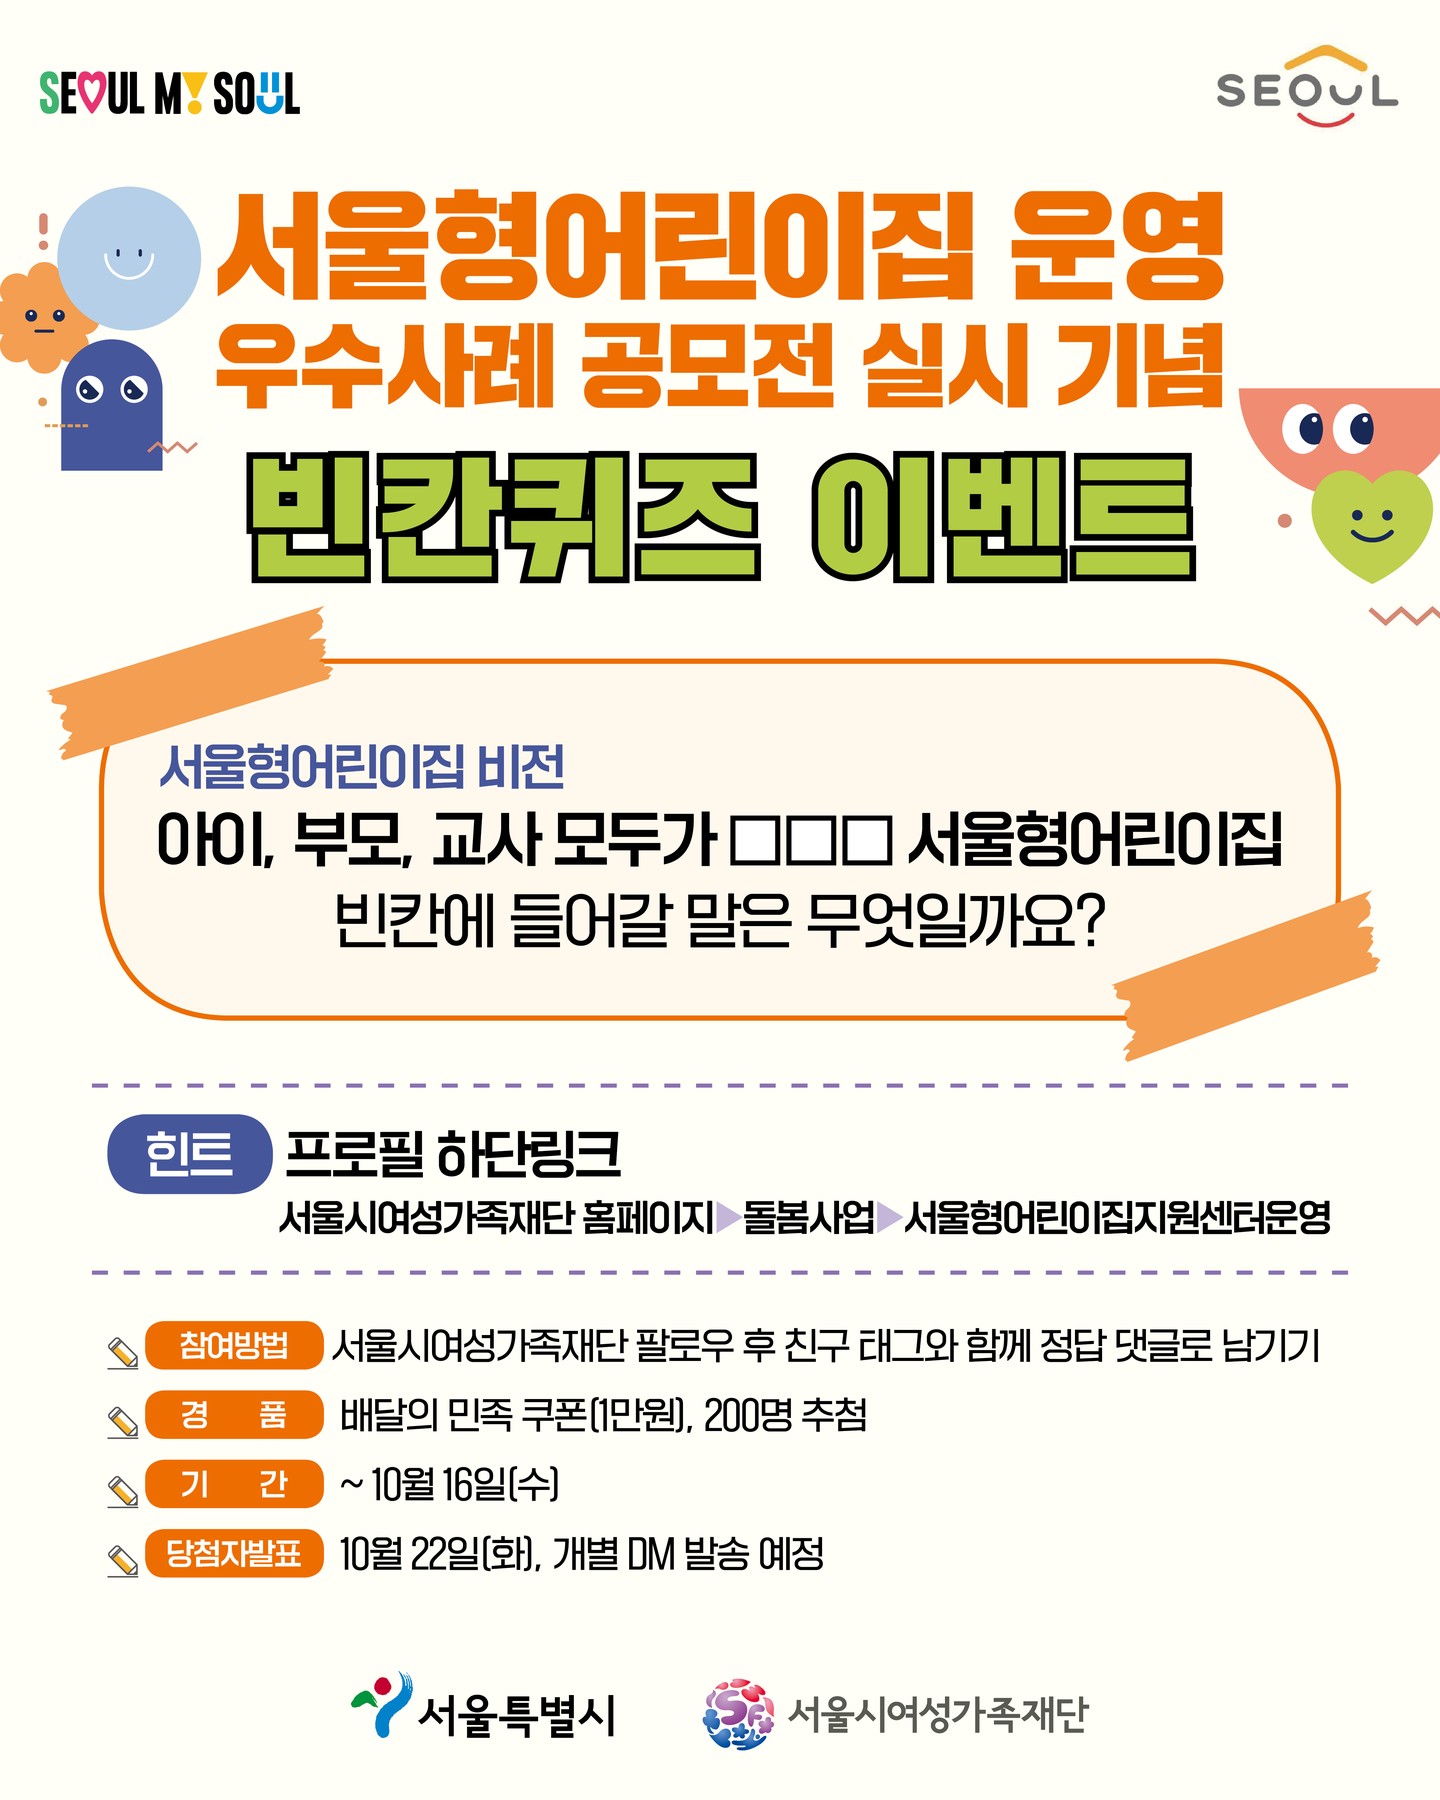 SEOUL MY SOUL
SEOUL
서울형어린이집 운영
우수사례 공모전 실시 기념
빈칸퀴즈 이벤트
서울형어린이집 비전
아이, 부모, 교사 모두가 □□□ 서울형어린이집
빈칸에 들어갈 말은 무엇일까요?
힌트 프로필 하단링크
서울시여성가족재단 홈페이지▶돌봄사업▶서울형어린이집지원센터운영
참여방법 서울시여성가족재단 팔로우 후 친구 태그와 함께 정답 댓글로 남기기
경 품 배달의 민족 쿠폰(1만원), 200명 추첨
기 간 ~ 10월 16일(수)
당첨자발표 10월 22일(화), 개별 DM 발송 예정
서울특별시 SF 서울시여성가족재단